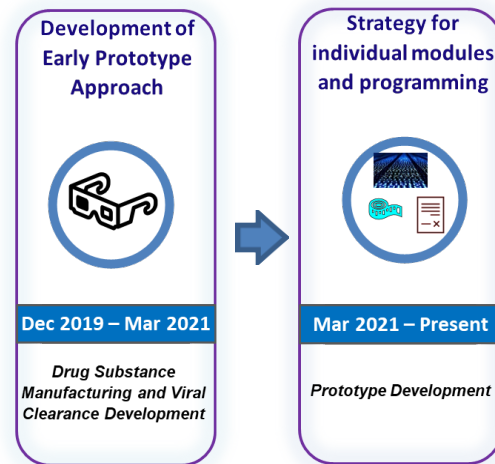 Development of
Early Prototype
Approach
Dec 2019 – Mar 2021
Drug Substance
Manufacturing and Viral
Clearance Development
Strategy for
individual modules
and programming
Mar 2021 – Present
Prototype Development